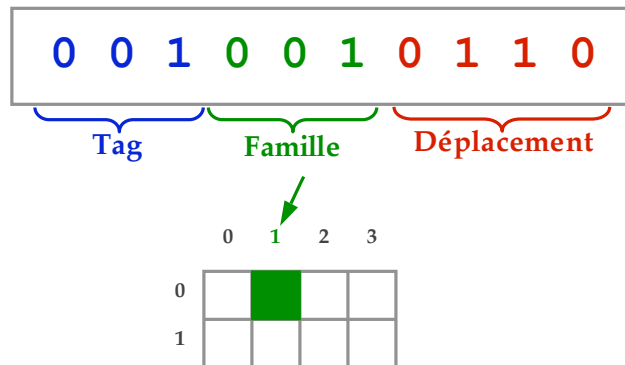 0 0 1 0 0 1 0 1 1 0
Tag Famille Déplacement
0 1 2 3
0
1